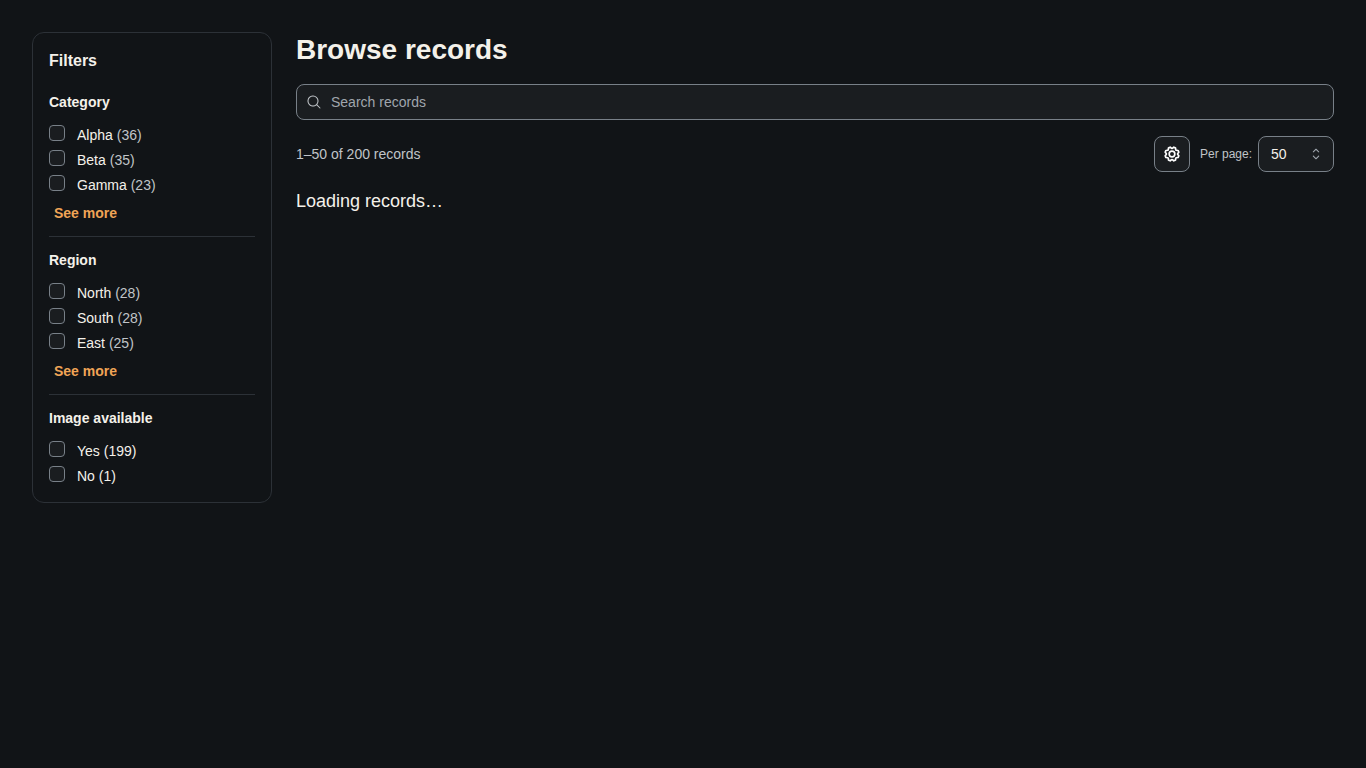 Filters
Category
Alpha (36)
Beta (35)
Gamma (23)
See more
Region
North (28)
South (28)
East (25)
See more
Image available
Yes (199)
No (1)
Browse records
Search records
1–50 of 200 records
Per page: 50
Loading records…